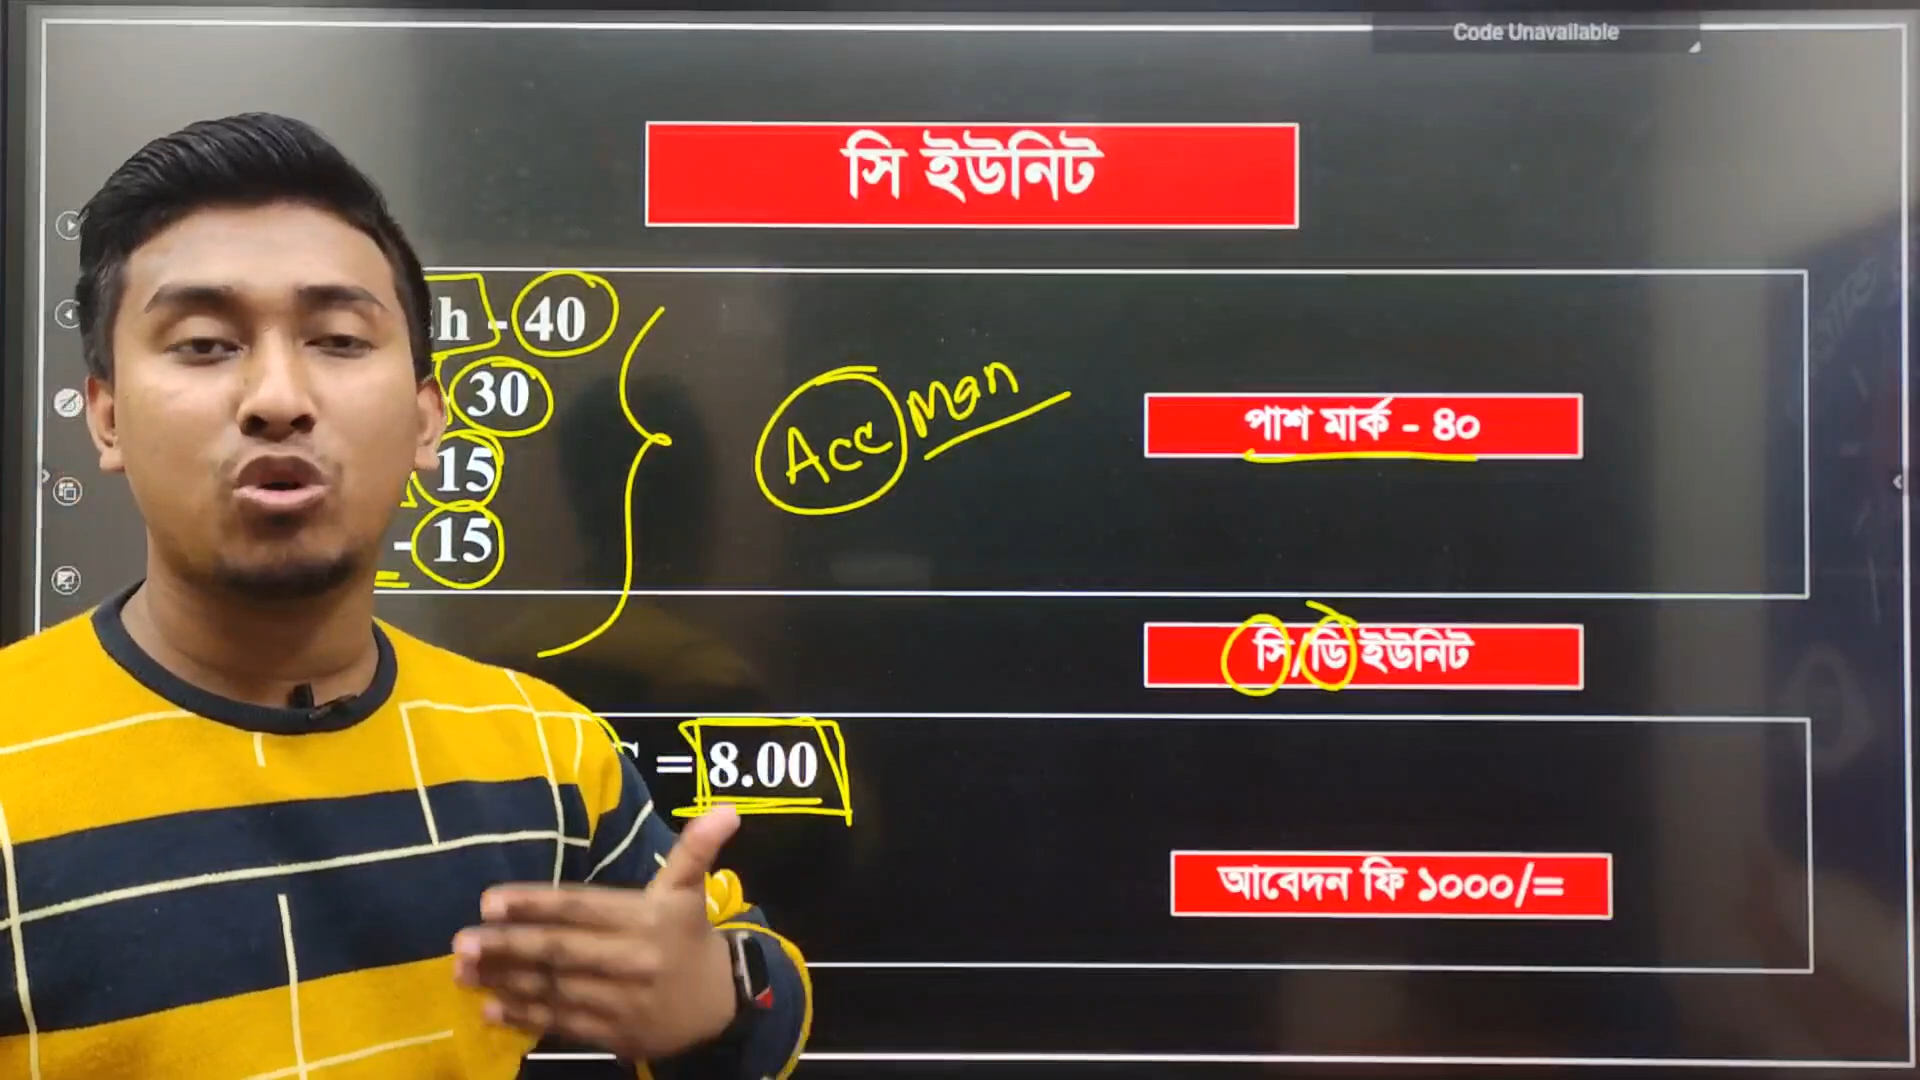 Code Unavailable
সি ইউনিট
h - 40
30
15
- 15
Acc Man
পাশ মার্ক - ৪০
সি/ডি ইউনিট
= 8.00
আবেদন ফি ১০০০/=